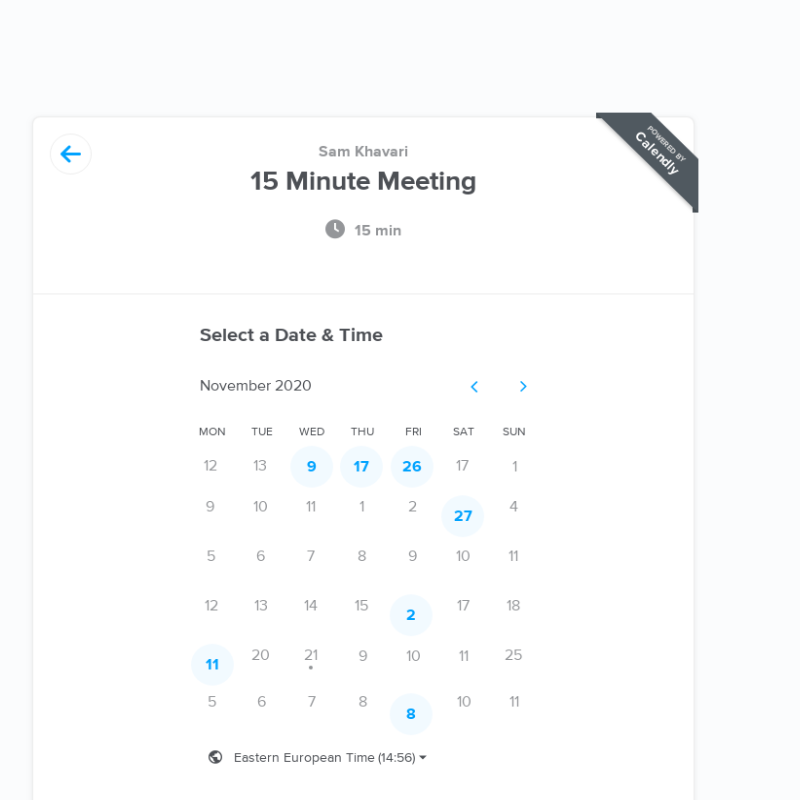 POWERED BY
Calendly
Sam Khavari
15 Minute Meeting
15 min
Select a Date & Time
November 2020
MON TUE WED THU FRI SAT SUN
12 13 9 17 26 17 1
9 10 11 1 2 27 4
5 6 7 8 9 10 11
12 13 14 15 2 17 18
11 20 21 9 10 11 25
5 6 7 8 8 10 11
Eastern European Time (14:56)